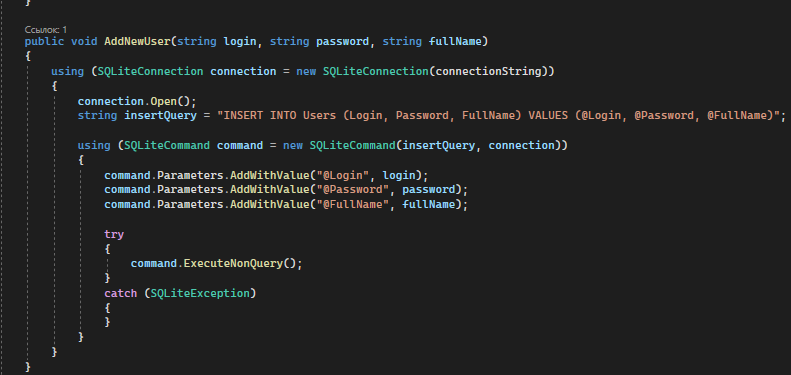 }
Ссылок: 1
public void AddNewUser(string login, string password, string fullName)
{
using (SQLiteConnection connection = new SQLiteConnection(connectionString))
{
connection.Open();
string insertQuery = "INSERT INTO Users (Login, Password, FullName) VALUES (@Login, @Password, @FullName)";
using (SQLiteCommand command = new SQLiteCommand(insertQuery, connection))
{
command.Parameters.AddWithValue("@Login", login);
command.Parameters.AddWithValue("@Password", password);
command.Parameters.AddWithValue("@FullName", fullName);
try
{
command.ExecuteNonQuery();
}
catch (SQLiteException)
{
}
}
}
}